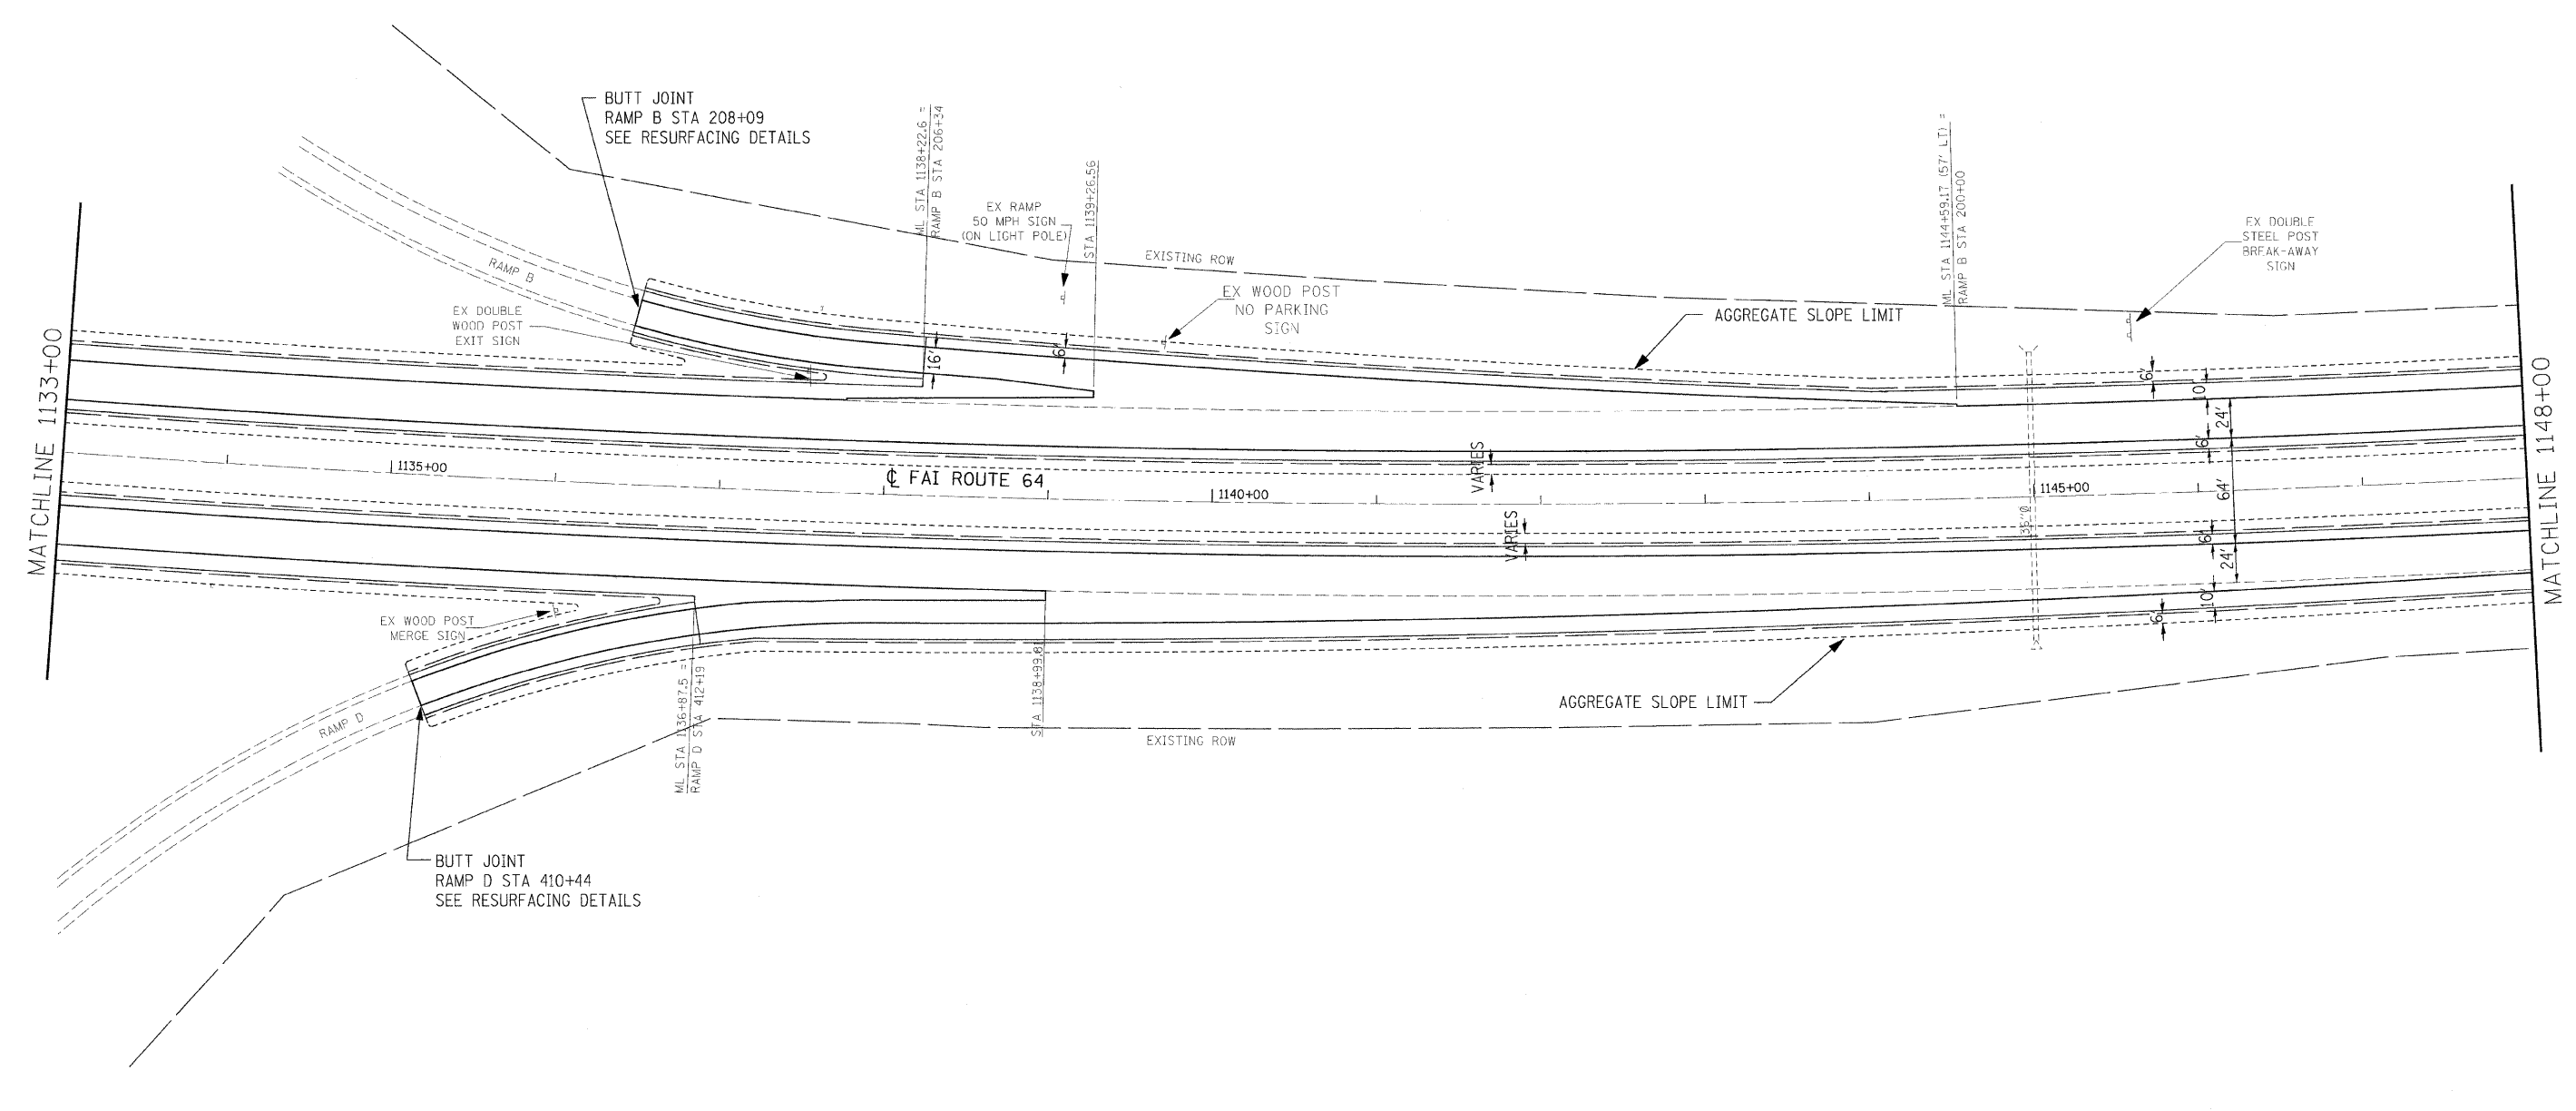 BUTT JOINT
RAMP B STA 208+09
SEE RESURFACING DETAILS
ML STA 1138+22.6 =
RAMP B STA 206+34
EX RAMP
50 MPH SIGN
(ON LIGHT POLE)
STA 1139+26.56
EXISTING ROW
EX WOOD POST
NO PARKING
SIGN
AGGREGATE SLOPE LIMIT
ML STA 1144+59.17 (57' LT) =
RAMP B STA 200+00
EX DOUBLE
STEEL POST
BREAK-AWAY
SIGN
RAMP B
EX DOUBLE
WOOD POST
EXIT SIGN
16'
6'
6'
10'
24'
6'
64'
6'
24'
10'
6'
MATCHLINE 1133+00
MATCHLINE 1148+00
1135+00
℄ FAI ROUTE 64
1140+00
1145+00
VARIES
VARIES
36"Ø
EX WOOD POST
MERGE SIGN
RAMP D
ML STA 1136+87.5 =
RAMP D STA 412+19
STA 1138+99.81
AGGREGATE SLOPE LIMIT
EXISTING ROW
BUTT JOINT
RAMP D STA 410+44
SEE RESURFACING DETAILS